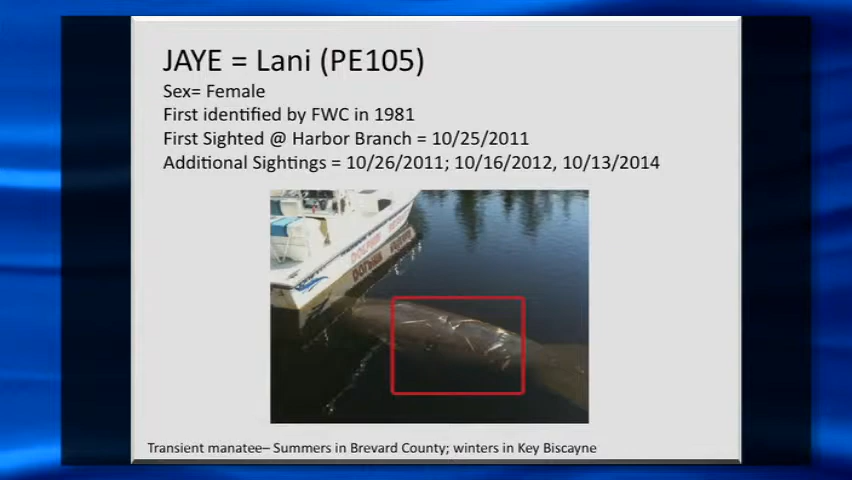 JAYE = Lani (PE105)
Sex= Female
First identified by FWC in 1981
First Sighted @ Harbor Branch = 10/25/2011
Additional Sightings = 10/26/2011; 10/16/2012, 10/13/2014
DOLPHIN
Transient manatee– Summers in Brevard County; winters in Key Biscayne